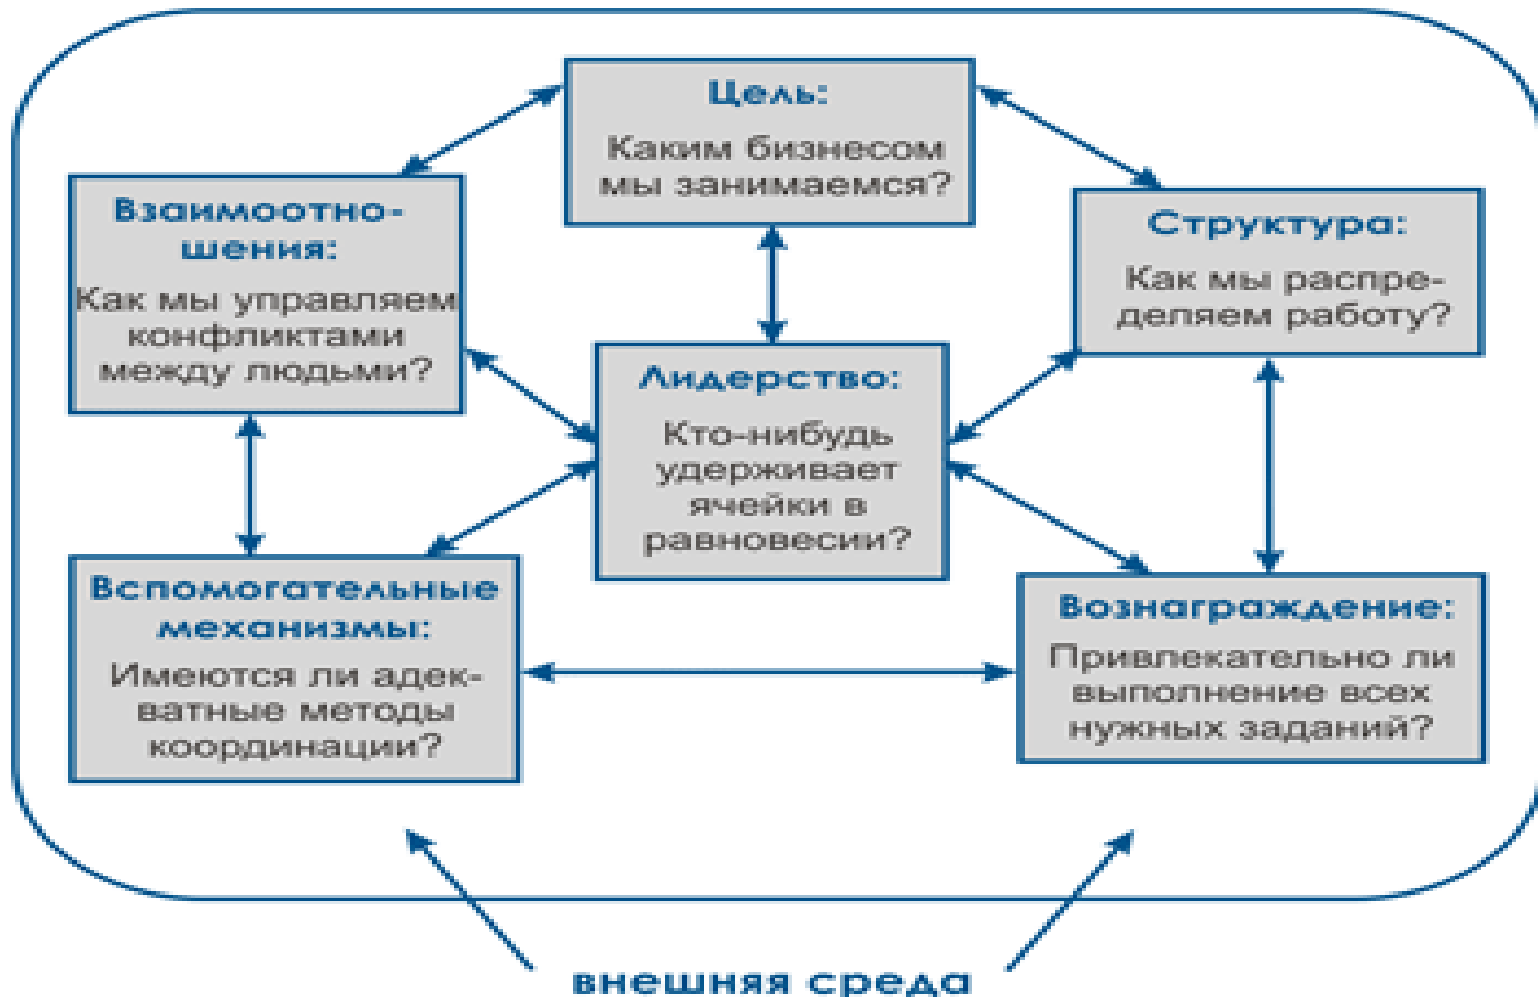 Цель:
Каким бизнесом
мы занимаемся?
Взаимоотно-
шения:
Как мы управляем
конфликтами
между людьми?
Структура:
Как мы распре-
деляем работу?
Лидерство:
Кто-нибудь
удерживает
ячейки в
равновесии?
Вспомогательные
механизмы:
Имеются ли адек-
ватные методы
координации?
Вознаграждение:
Привлекательно ли
выполнение всех
нужных заданий?
внешняя среда